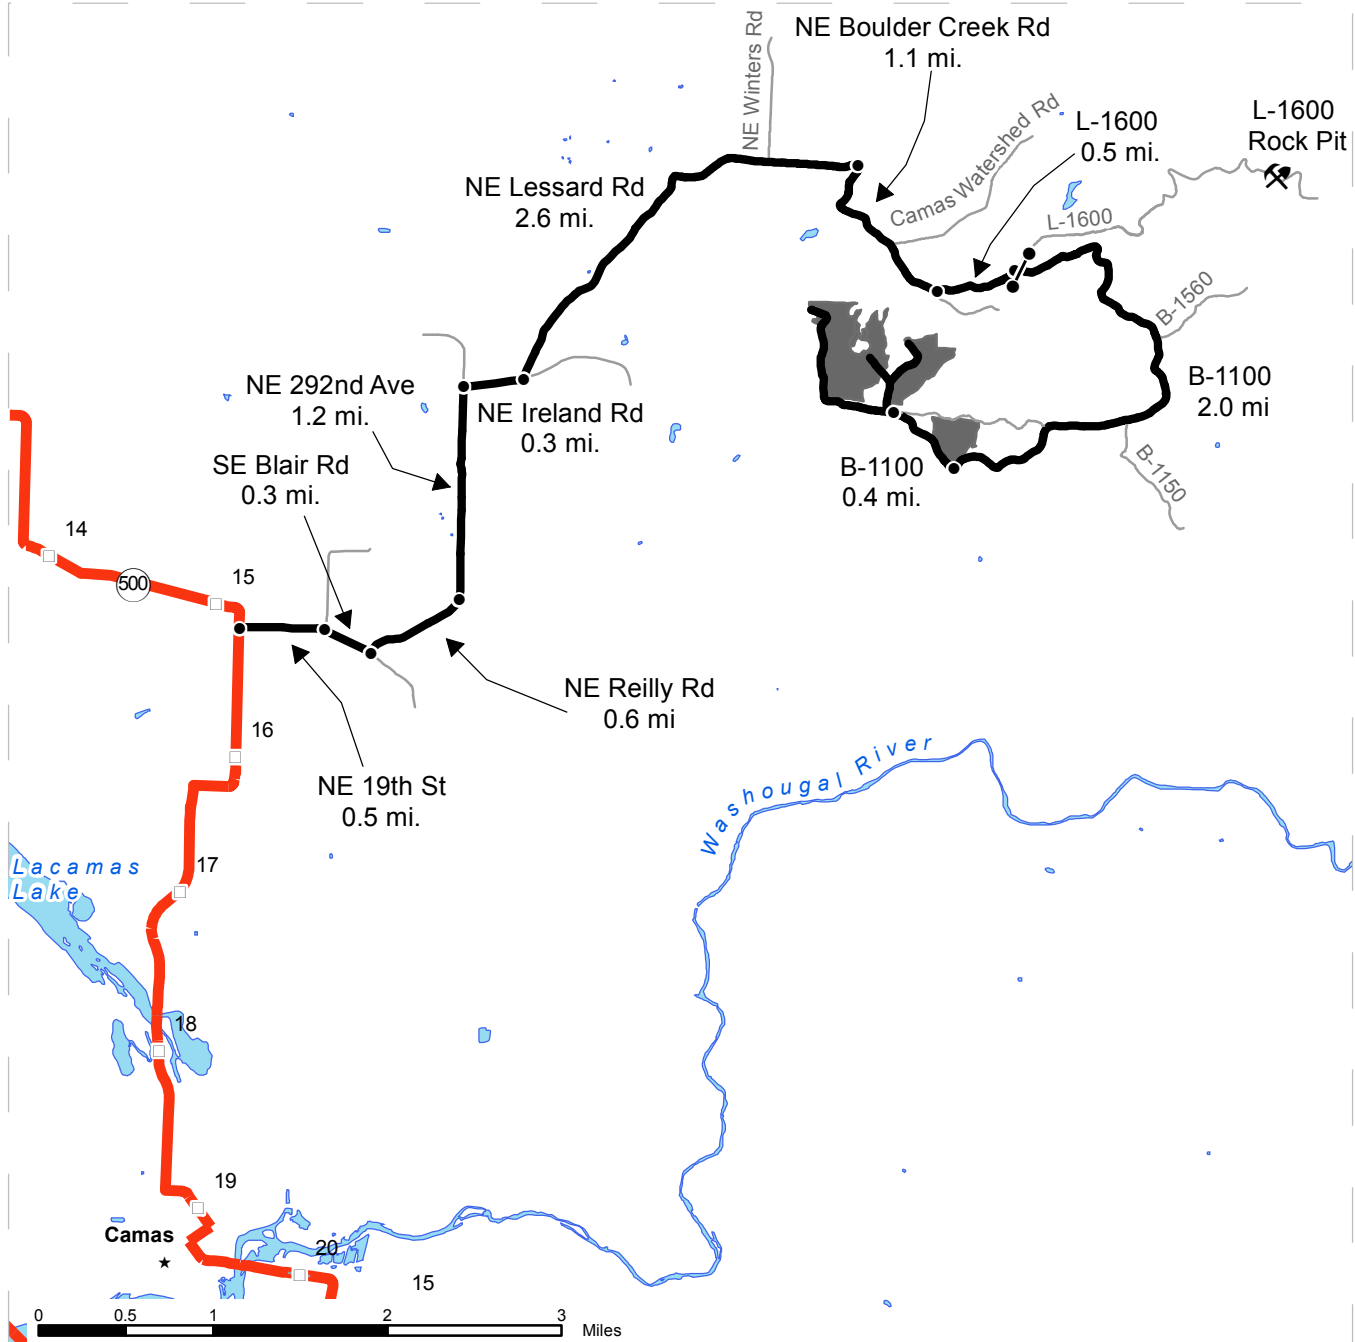 NE Boulder Creek Rd
1.1 mi.
NE Winters Rd
Camas Watershed Rd
L-1600
0.5 mi.
L-1600
Rock Pit
NE Lessard Rd
2.6 mi.
L-1600
B-1560
NE 292nd Ave
1.2 mi.
NE Ireland Rd
0.3 mi.
B-1100
2.0 mi
SE Blair Rd
0.3 mi.
B-1100
0.4 mi.
B-1150
14
500
15
NE Reilly Rd
0.6 mi
16
NE 19th St
0.5 mi.
Washougal River
17
Lacamas
Lake
18
19
Camas
20
15
0 0.5 1 2 3
Miles